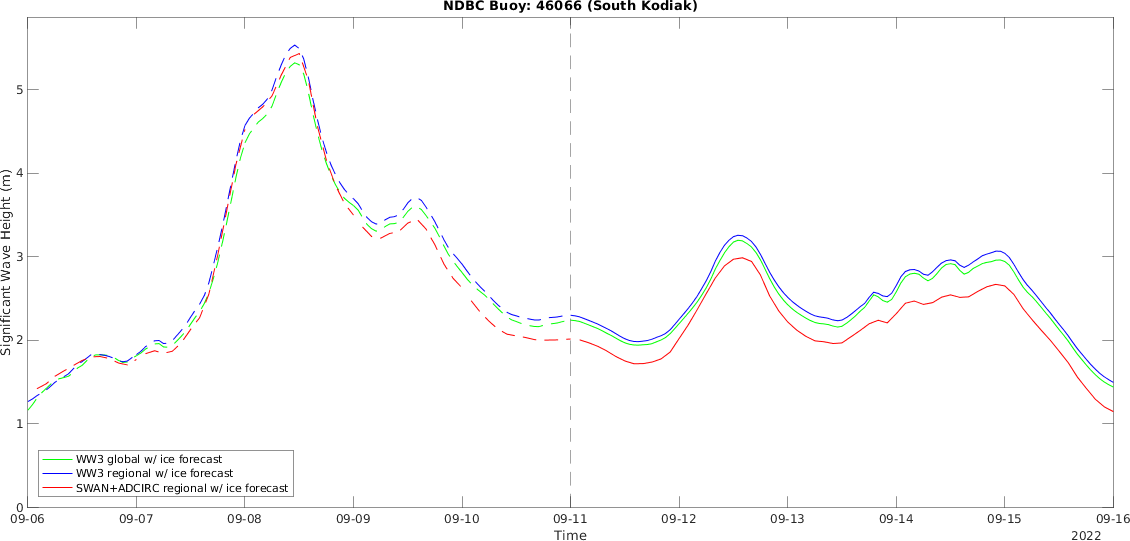 NDBC Buoy: 46066 (South Kodiak)
Significant Wave Height (m)
5
4
3
2
1
0
WW3 global w/ ice forecast
WW3 regional w/ ice forecast
SWAN+ADCIRC regional w/ ice forecast
09-06 09-07 09-08 09-09 09-10 09-11 09-12 09-13 09-14 09-15 09-16
Time
2022